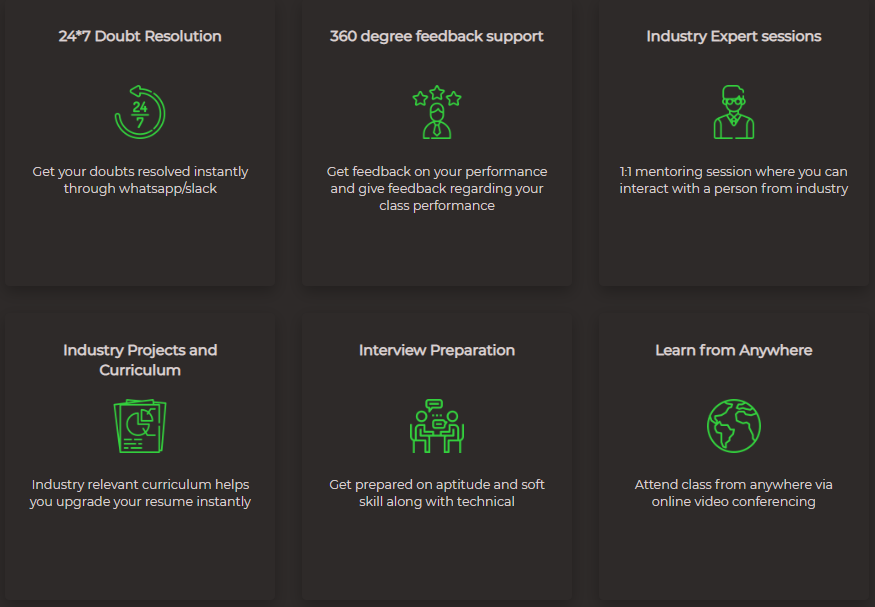 24*7 Doubt Resolution
24
7
Get your doubts resolved instantly
through whatsapp/slack
360 degree feedback support
Get feedback on your performance
and give feedback regarding your
class performance
Industry Expert sessions
1:1 mentoring session where you can
interact with a person from industry
Industry Projects and
Curriculum
Industry relevant curriculum helps
you upgrade your resume instantly
Interview Preparation
Get prepared on aptitude and soft
skill along with technical
Learn from Anywhere
Attend class from anywhere via
online video conferencing